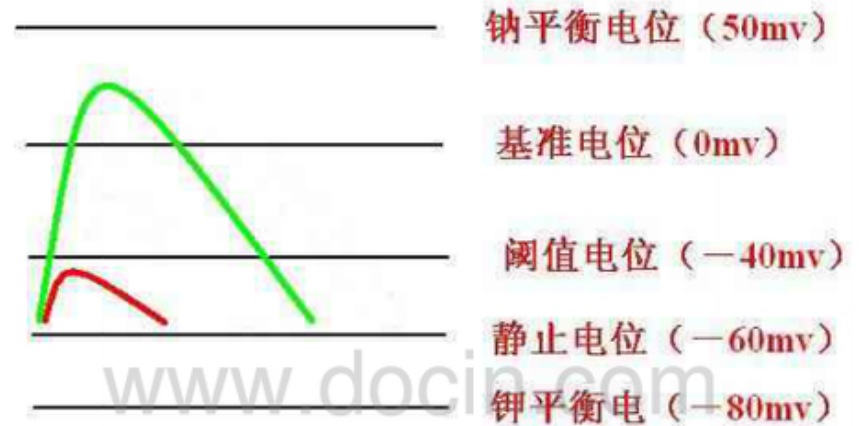 钠平衡电位（50mv）
基准电位（0mv）
阈值电位（－40mv）
静止电位（－60mv）
www.docin.com
钾平衡电（－80mv）